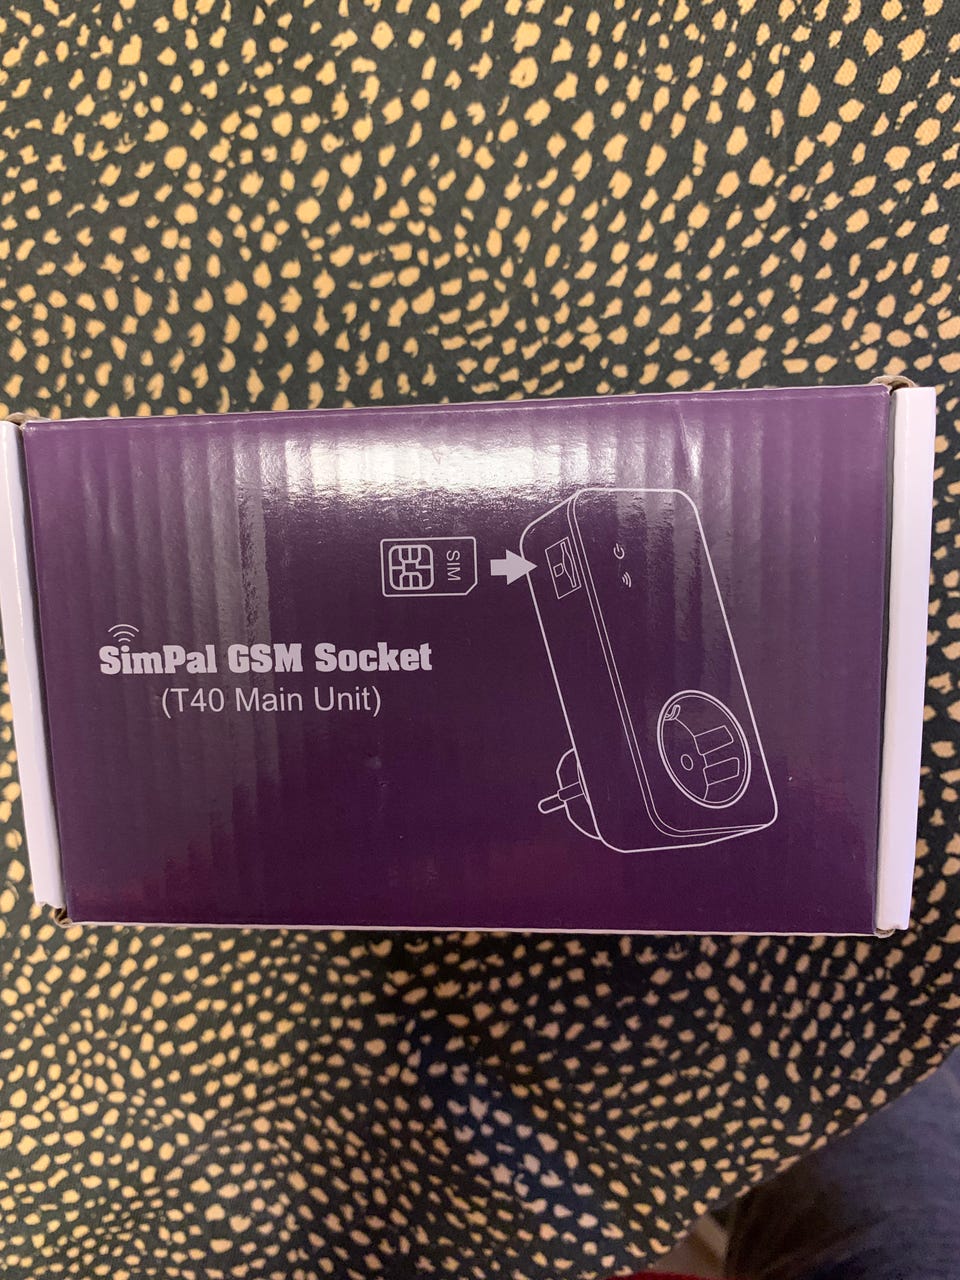 SIM
SimPal GSM Socket
(T40 Main Unit)